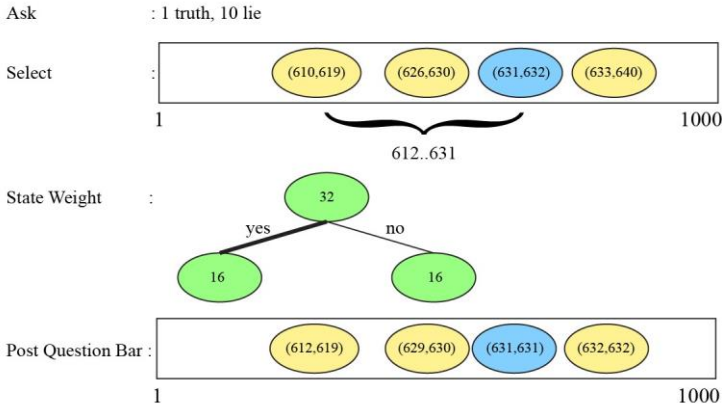 Ask : 1 truth, 10 lie
Select : (610,619) (626,630) (631,632) (633,640)
1 1000
612..631
State Weight : 32
yes no
16 16
Post Question Bar : (612,619) (629,630) (631,631) (632,632)
1 1000